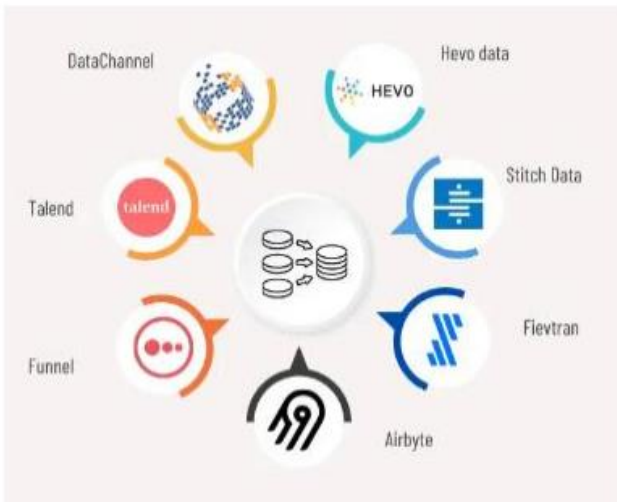 DataChannel
Hevo data
HEVO
Stitch Data
Talend
talend
Fievtran
Funnel
Airbyte